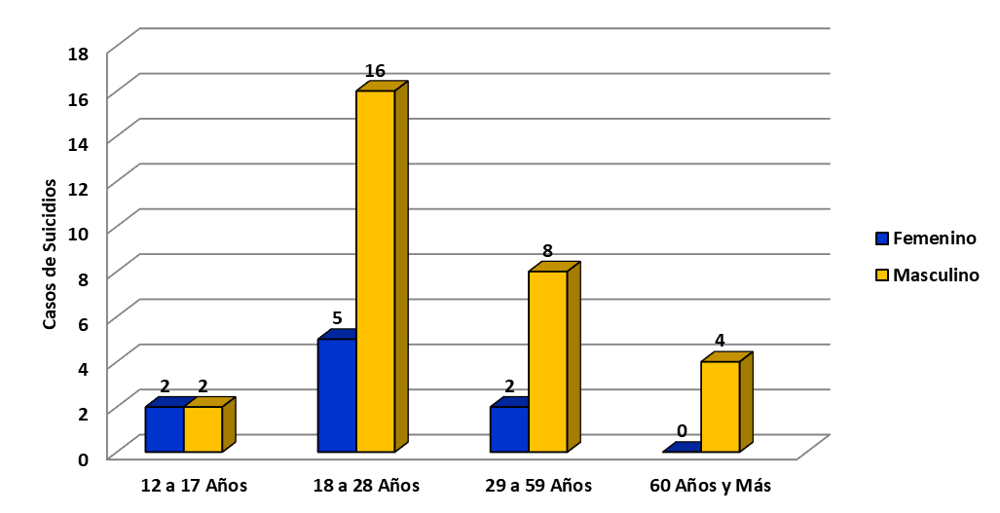 Casos de Suicidios
18
16
14
12
10
8
6
4
2
0
2
2
5
16
2
8
0
4
12 a 17 Años
18 a 28 Años
29 a 59 Años
60 Años y Más
Femenino
Masculino